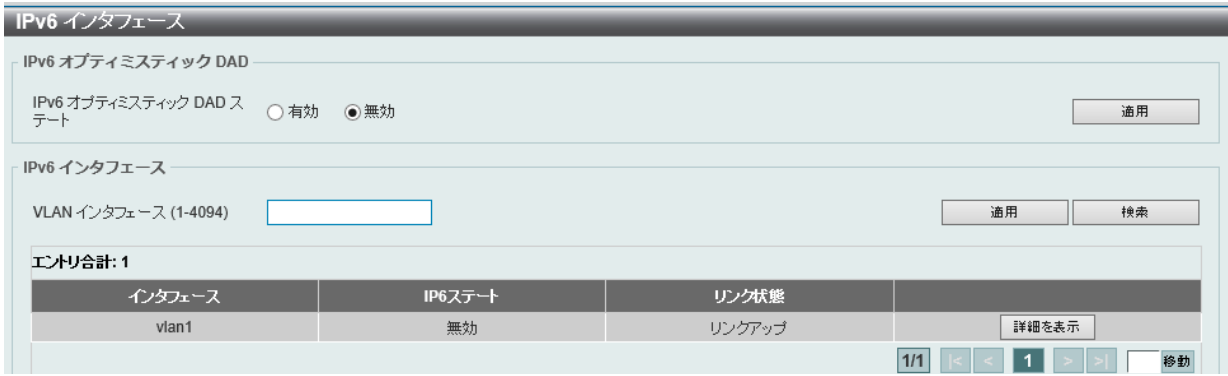 IPv6 インタフェース
IPv6 オプティミスティック DAD
IPv6 オプティミスティック DAD ス
テート
有効 無効 適用
IPv6 インタフェース
VLAN インタフェース (1-4094) 適用 検索
エントリ合計: 1
インタフェース IP6ステート リンク状態
vlan1 無効 リンクアップ 詳細を表示
1/1 |< < 1 > >| 移動